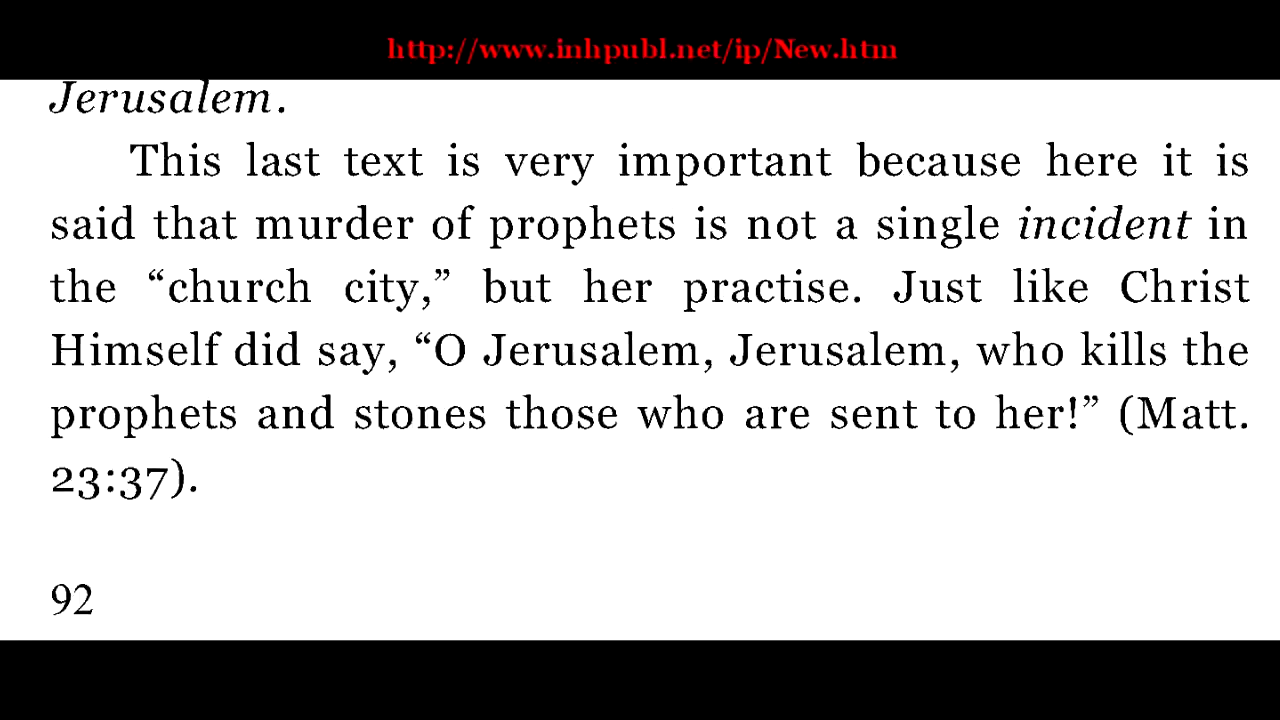 http://www.inhpubl.net/ip/New.htm
Jerusalem.
This last text is very important because here it is
said that murder of prophets is not a single incident in
the “church city,” but her practise. Just like Christ
Himself did say, “O Jerusalem, Jerusalem, who kills the
prophets and stones those who are sent to her!” (Matt.
23:37).
92